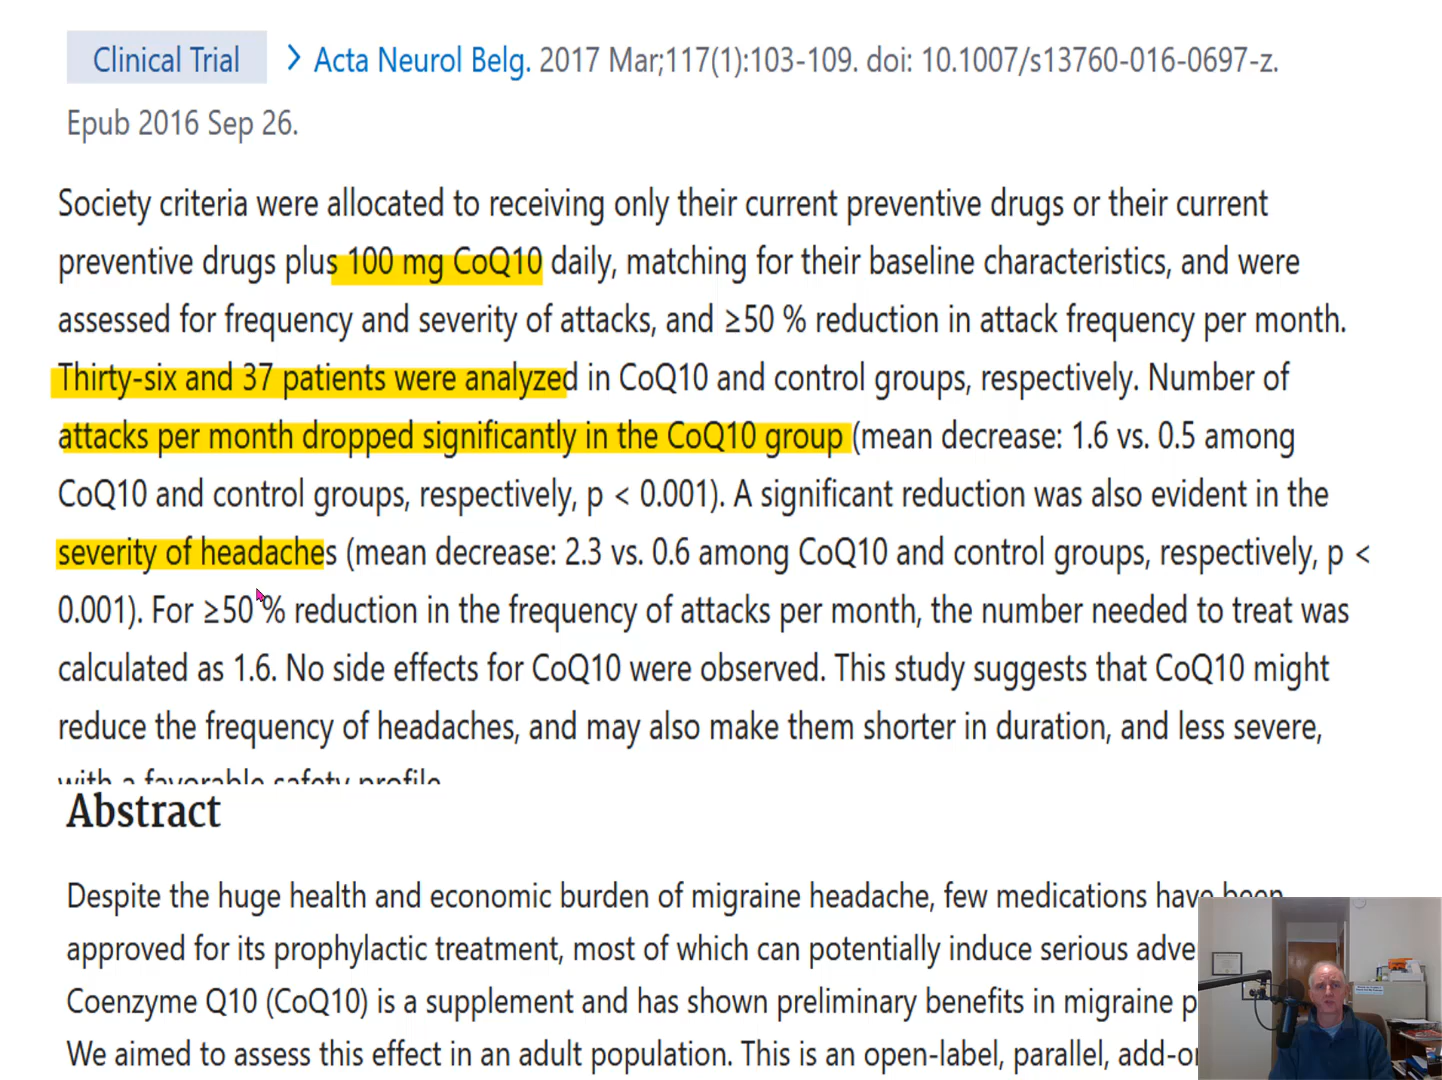 Clinical Trial > Acta Neurol Belg. 2017 Mar;117(1):103-109. doi: 10.1007/s13760-016-0697-z.
Epub 2016 Sep 26.
Society criteria were allocated to receiving only their current preventive drugs or their current
preventive drugs plus 100 mg CoQ10 daily, matching for their baseline characteristics, and were
assessed for frequency and severity of attacks, and ≥50 % reduction in attack frequency per month.
Thirty-six and 37 patients were analyzed in CoQ10 and control groups, respectively. Number of
attacks per month dropped significantly in the CoQ10 group (mean decrease: 1.6 vs. 0.5 among
CoQ10 and control groups, respectively, p < 0.001). A significant reduction was also evident in the
severity of headaches (mean decrease: 2.3 vs. 0.6 among CoQ10 and control groups, respectively, p <
0.001). For ≥50 % reduction in the frequency of attacks per month, the number needed to treat was
calculated as 1.6. No side effects for CoQ10 were observed. This study suggests that CoQ10 might
reduce the frequency of headaches, and may also make them shorter in duration, and less severe,
with a favorable safety profile
Abstract
Despite the huge health and economic burden of migraine headache, few medications have been
approved for its prophylactic treatment, most of which can potentially induce serious adve
Coenzyme Q10 (CoQ10) is a supplement and has shown preliminary benefits in migraine p
We aimed to assess this effect in an adult population. This is an open-label, parallel, add-o